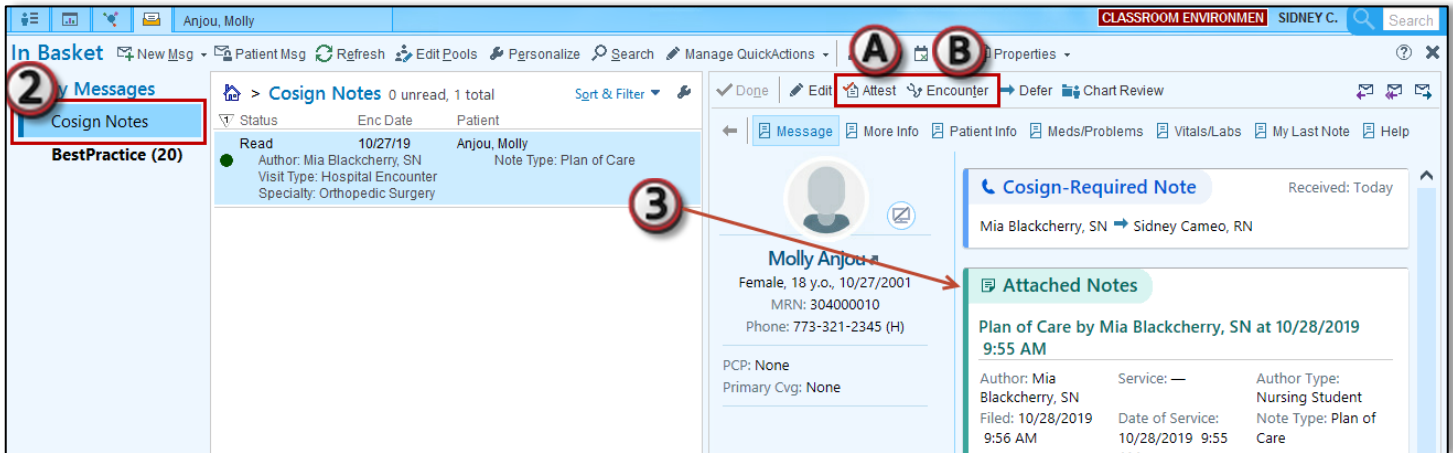 Anjou, Molly
CLASSROOM ENVIRONMEN SIDNEY C. Search
In Basket New Msg Patient Msg Refresh Edit Pools Personalize Search Manage QuickActions A B Properties
2 y Messages
Cosign Notes
BestPractice (20)
> Cosign Notes 0 unread, 1 total Sort & Filter
Status Enc Date Patient
Read 10/27/19 Anjou, Molly
Author: Mia Blackcherry, SN Note Type: Plan of Care
Visit Type: Hospital Encounter
Specialty: Orthopedic Surgery
3
Done Edit Attest Encounter Defer Chart Review
Message More Info Patient Info Meds/Problems Vitals/Labs My Last Note Help
Molly Anjou
Female, 18 y.o., 10/27/2001
MRN: 304000010
Phone: 773-321-2345 (H)
PCP: None
Primary Cvg: None
Cosign-Required Note Received: Today
Mia Blackcherry, SN Sidney Cameo, RN
Attached Notes
Plan of Care by Mia Blackcherry, SN at 10/28/2019
9:55 AM
Author: Mia Service: — Author Type:
Blackcherry, SN Nursing Student
Filed: 10/28/2019 Date of Service: Note Type: Plan of
9:56 AM 10/28/2019 9:55 Care